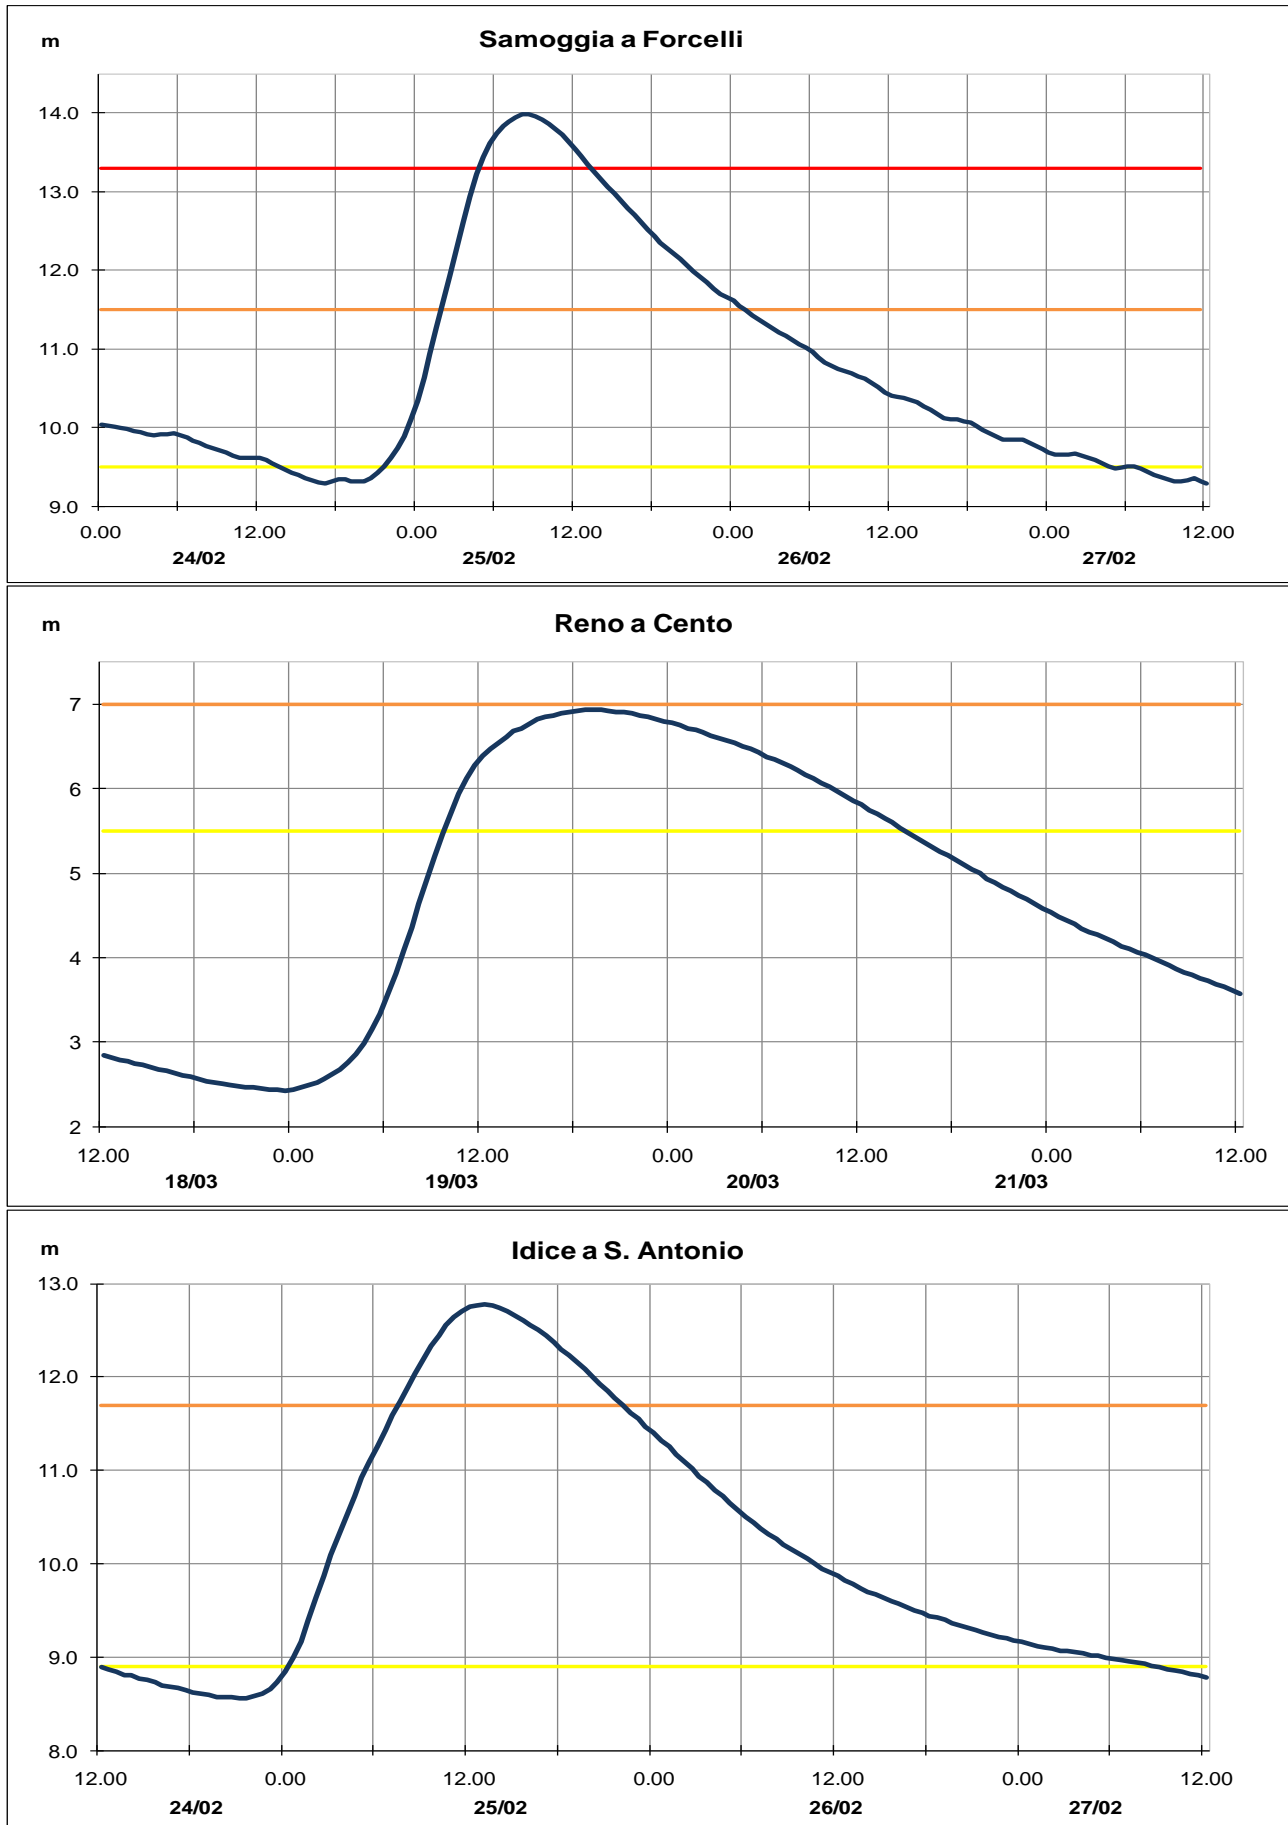 Samoggia a Forcelli
m
14.0
13.0
12.0
11.0
10.0
9.0
0.00 12.00 0.00 12.00 0.00 12.00 0.00 12.00
24/02 25/02 26/02 27/02
Reno a Cento
m
7
6
5
4
3
2
12.00 0.00 12.00 0.00 12.00 0.00 12.00
18/03 19/03 20/03 21/03
Idice a S. Antonio
m
13.0
12.0
11.0
10.0
9.0
8.0
12.00 0.00 12.00 0.00 12.00 0.00 12.00
24/02 25/02 26/02 27/02